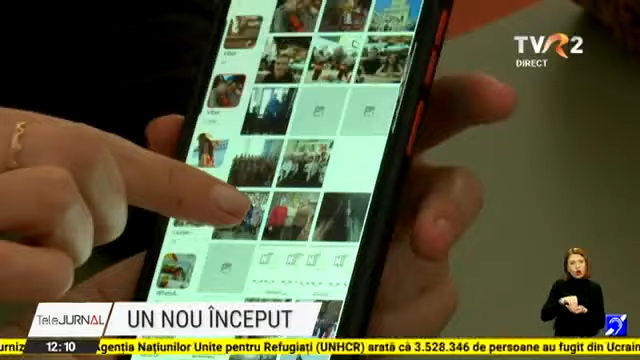 TVR2
DIRECT
TeleJURNAL
UN NOU ÎNCEPUT
12:10
Agenția Națiunilor Unite pentru Refugiați (UNHCR) arată că 3.528.346 de persoane au fugit din Ucrain